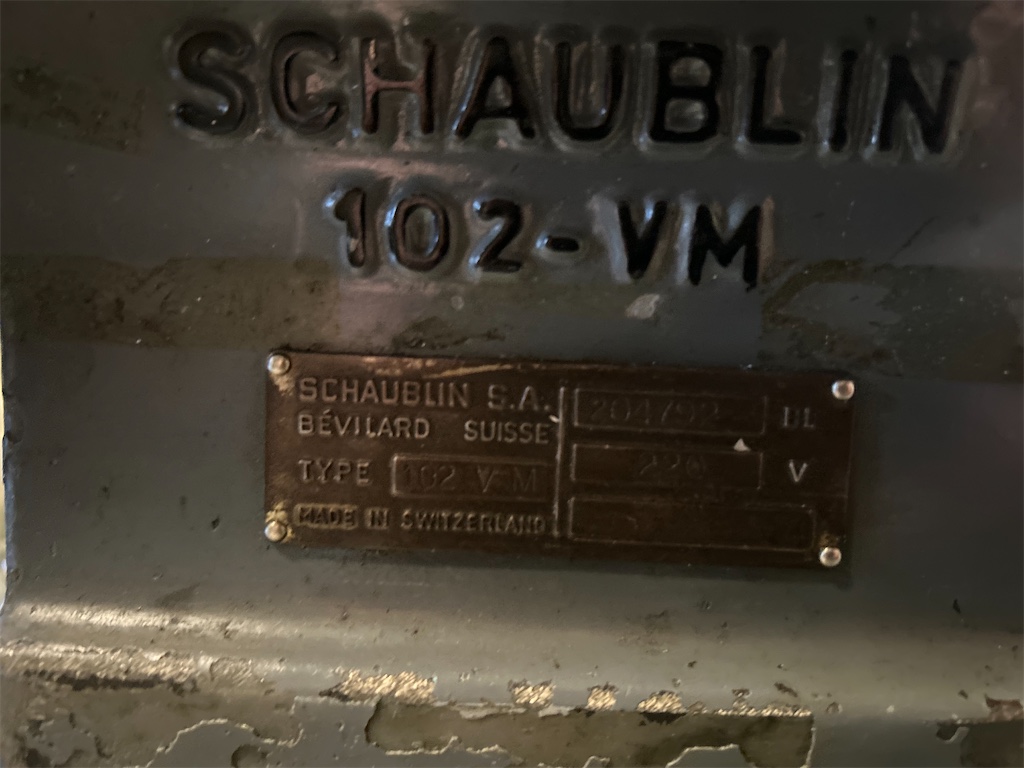 SCHAUBLIN
102-VM
SCHAUBLIN S.A.
BÉVILARD SUISSE
TYPE 102 VM
MADE IN SWITZERLAND
204792
220 V